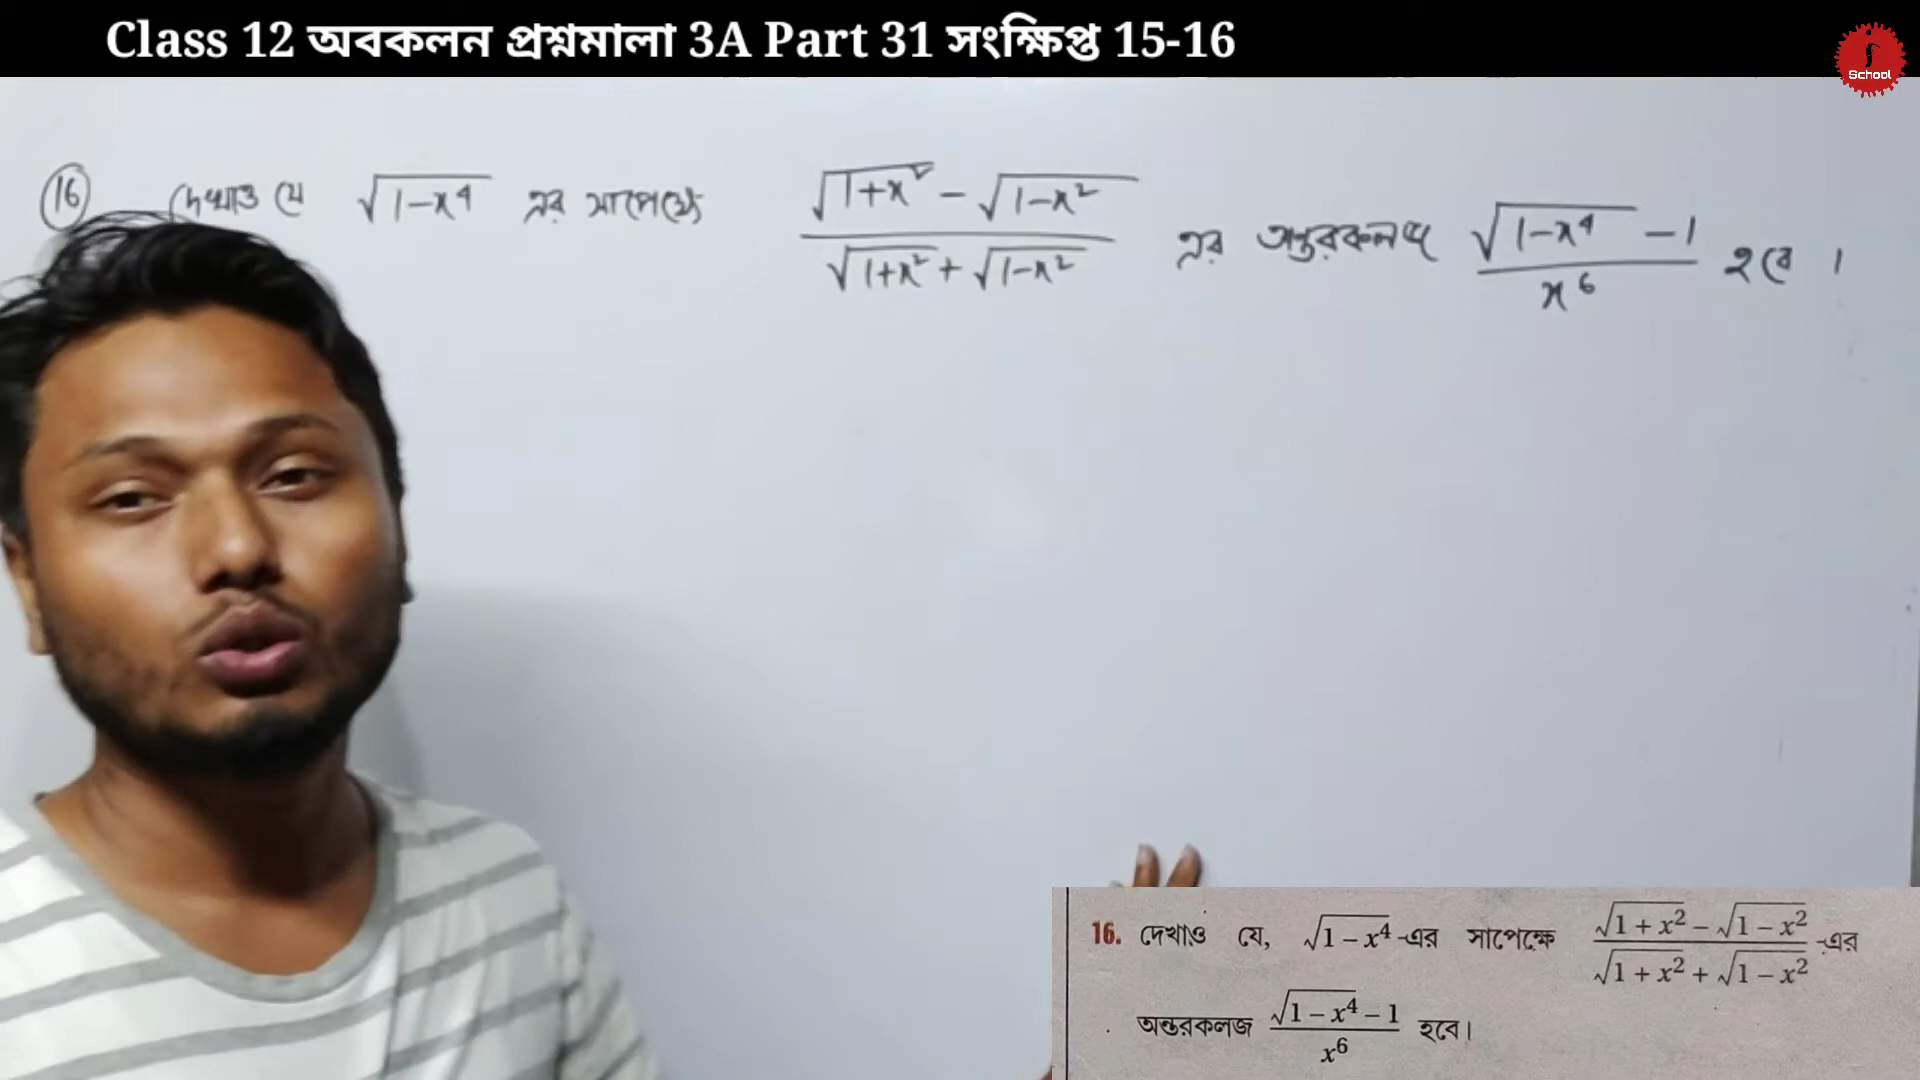 Class 12 অবকলন প্রশ্নমালা 3A Part 31 সংক্ষিপ্ত 15-16
∫ School
(16) দেখাও যে √(1-x⁴) এর সাপেক্ষে (√(1+x²) - √(1-x²))/(√(1+x²) + √(1-x²)) এর অন্তরকলজ (√(1-x⁴) - 1)/x⁶ হবে ।
16. দেখাও যে, √(1-x⁴)-এর সাপেক্ষে (√(1+x²) - √(1-x²))/(√(1+x²) + √(1-x²))-এর
অন্তরকলজ (√(1-x⁴) - 1)/x⁶ হবে।